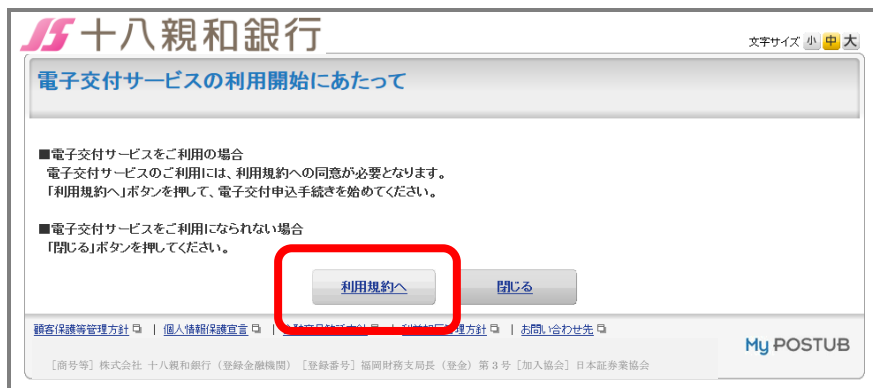 十八親和銀行
文字サイズ 小 中 大
電子交付サービスの利用開始にあたって
■電子交付サービスをご利用の場合
電子交付サービスのご利用には、利用規約への同意が必要となります。
「利用規約へ」ボタンを押して、電子交付申込手続きを始めてください。
■電子交付サービスをご利用になられない場合
「閉じる」ボタンを押してください。
利用規約へ 閉じる
顧客保護等管理方針 | 個人情報保護宣言 | 管理方針 | お問い合わせ先
My POSTUB
[商号等] 株式会社 十八親和銀行（登録金融機関） [登録番号] 福岡財務支局長（登金）第3号 [加入協会] 日本証券業協会